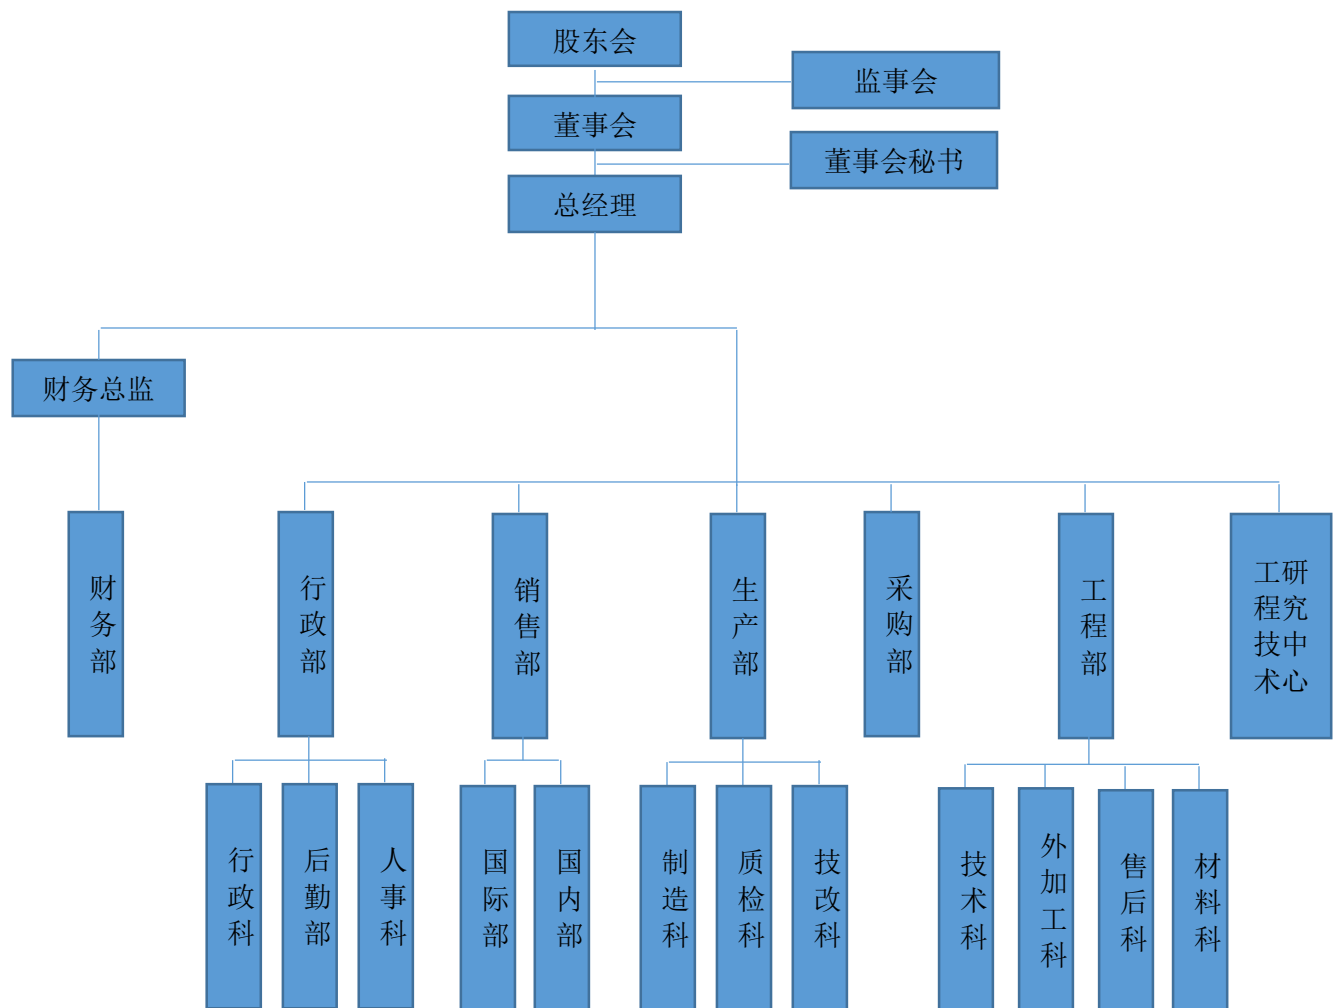 股东会
监事会
董事会
董事会秘书
总经理
财务总监
财务部
行政部
销售部
生产部
采购部
工程部
工程技术
研究中心
行政科
后勤部
人事科
国际部
国内部
制造科
质检科
技改科
技术科
外加工科
售后科
材料科